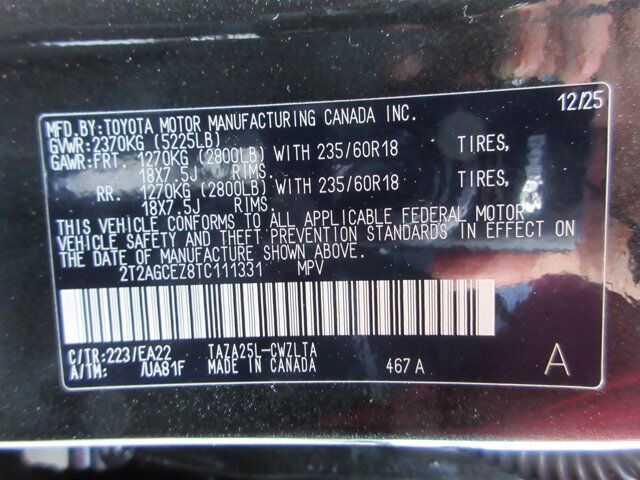 12/25
MFD.BY:TOYOTA MOTOR MANUFACTURING CANADA INC.
GVWR:2370KG (5225LB)
GAWR:FRT. 1270KG (2800LB) WITH 235/60R18 TIRES,
18X7.5J RIMS.
RR. 1270KG (2800LB) WITH 235/60R18 TIRES,
18X7.5J RIMS.
THIS VEHICLE CONFORMS TO ALL APPLICABLE FEDERAL MOTOR
VEHICLE SAFETY AND THEFT PREVENTION STANDARDS IN EFFECT ON
THE DATE OF MANUFACTURE SHOWN ABOVE.
2T2AGCEZ8TC111331 MPV
C/TR:223/EA22 TAZA25L-CWZLTA
A/TM: /UA81F MADE IN CANADA 467A A